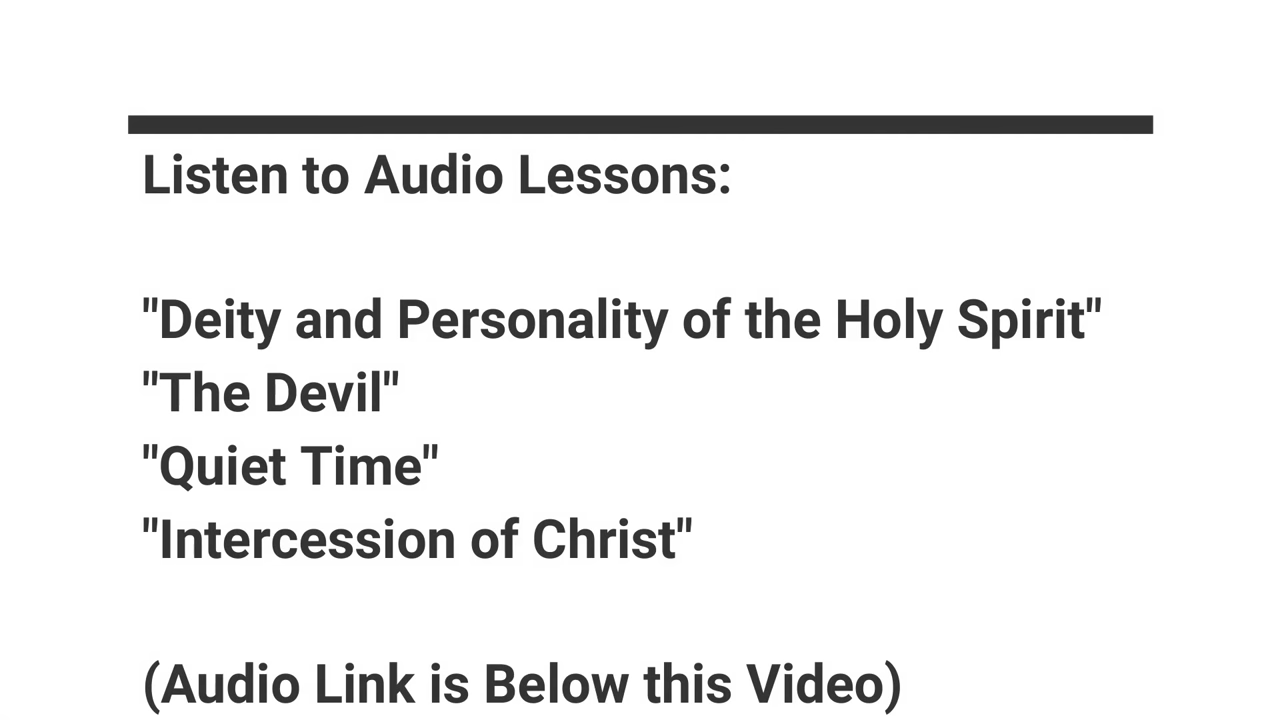 Listen to Audio Lessons:
"Deity and Personality of the Holy Spirit"
"The Devil"
"Quiet Time"
"Intercession of Christ"
(Audio Link is Below this Video)